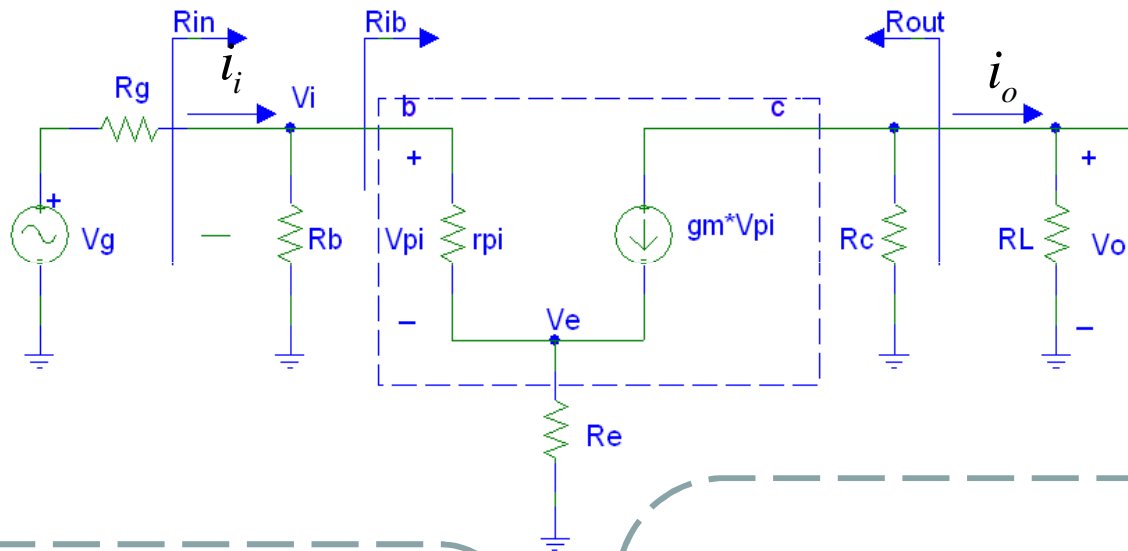 Rin
Rib
Rout
i_i
i_o
Rg
Vi
b
c
+
+
+
+
Vg
Rb
Vpi
rpi
gm*Vpi
Rc
RL
Vo
Ve
Re